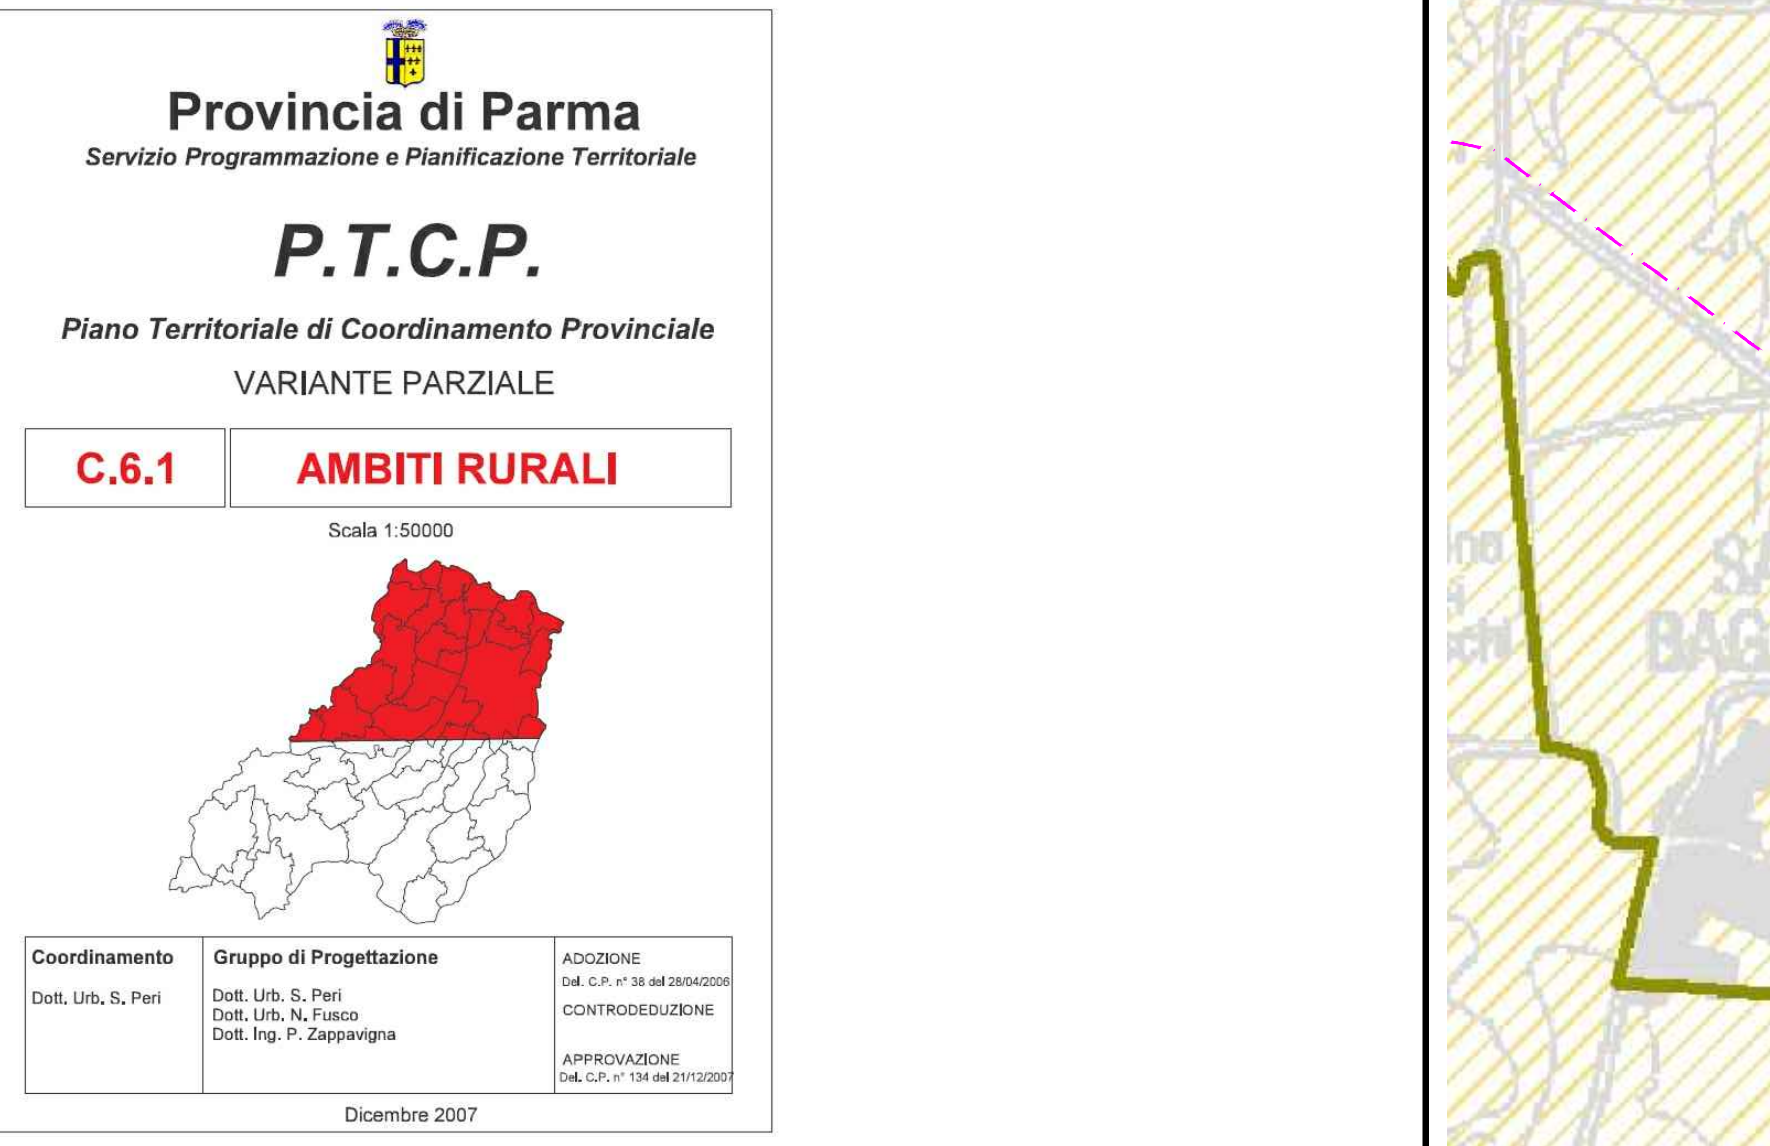 Provincia di Parma
Servizio Programmazione e Pianificazione Territoriale
P.T.C.P.
Piano Territoriale di Coordinamento Provinciale
VARIANTE PARZIALE
C.6.1
AMBITI RURALI
Scala 1:50000
Coordinamento
Dott. Urb. S. Peri
Gruppo di Progettazione
Dott. Urb. S. Peri
Dott. Urb. N. Fusco
Dott. Ing. P. Zappavigna
ADOZIONE
Del. C.P. n° 38 del 28/04/2006
CONTRODEDUZIONE
APPROVAZIONE
Del. C.P. n° 134 del 21/12/2007
Dicembre 2007
BAG